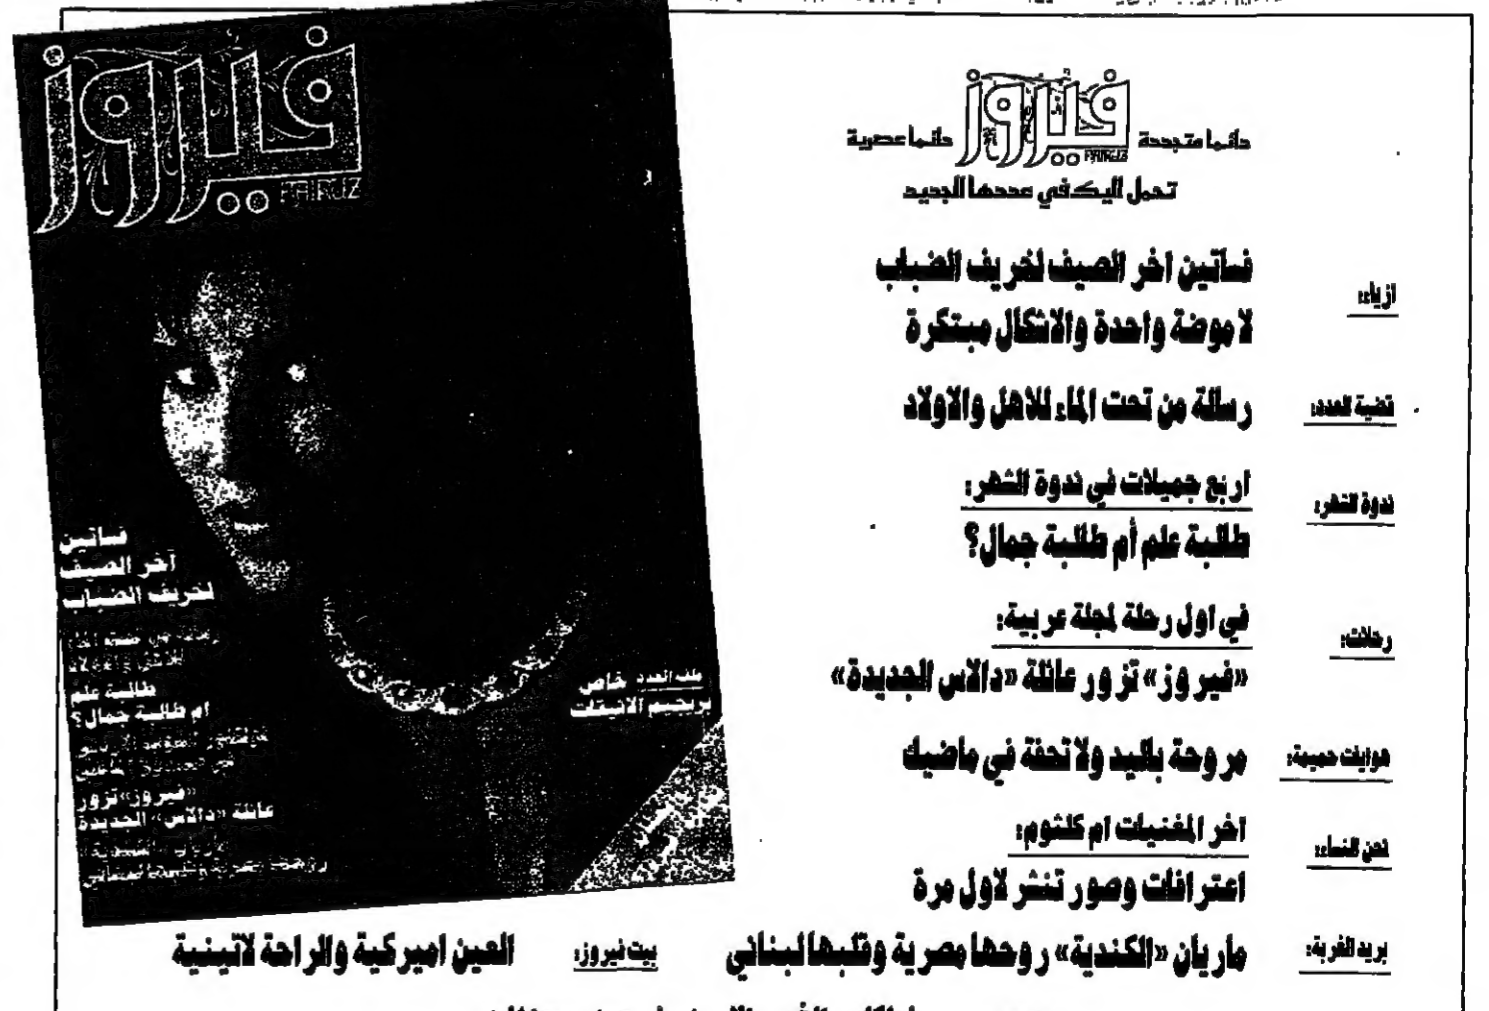 فيروز
FAIRUZ
فساتين
آخر الصيف
لخريف الضباب
طالبة علم
ام طالبة جمال؟
«فيروز» تزور
عائلة «دالاس» الجديدة
ملف العدد خاص
بريجيم الانيقات
دائما متجددة فيروز دائما عصرية
FAIRUZ
تحمل اليك في عددها الجديد
ازياء:
فساتين اخر الصيف لخريف الضباب
لا موضة واحدة والاشكال مبتكرة
قضية العدد:
رسالة من تحت الماء للاهل والاولاد
ندوة الشهر:
اربع جميلات في ندوة الشهر:
طالبة علم أم طالبة جمال؟
رحلات:
في اول رحلة لمجلة عربية:
«فيروز» تزور عائلة «دالاس الجديدة»
هوايات حميمة:
مروحة باليد ولا تحفة في ماضيك
نحن النساء:
اخر المغنيات ام كلثوم:
اعترافات وصور تنشر لاول مرة
بريد الغربة:
ماريان «الكندية» روحها مصرية وقلبها لبناني
بيت فيروز:
العين اميركية والراحة لاتينية